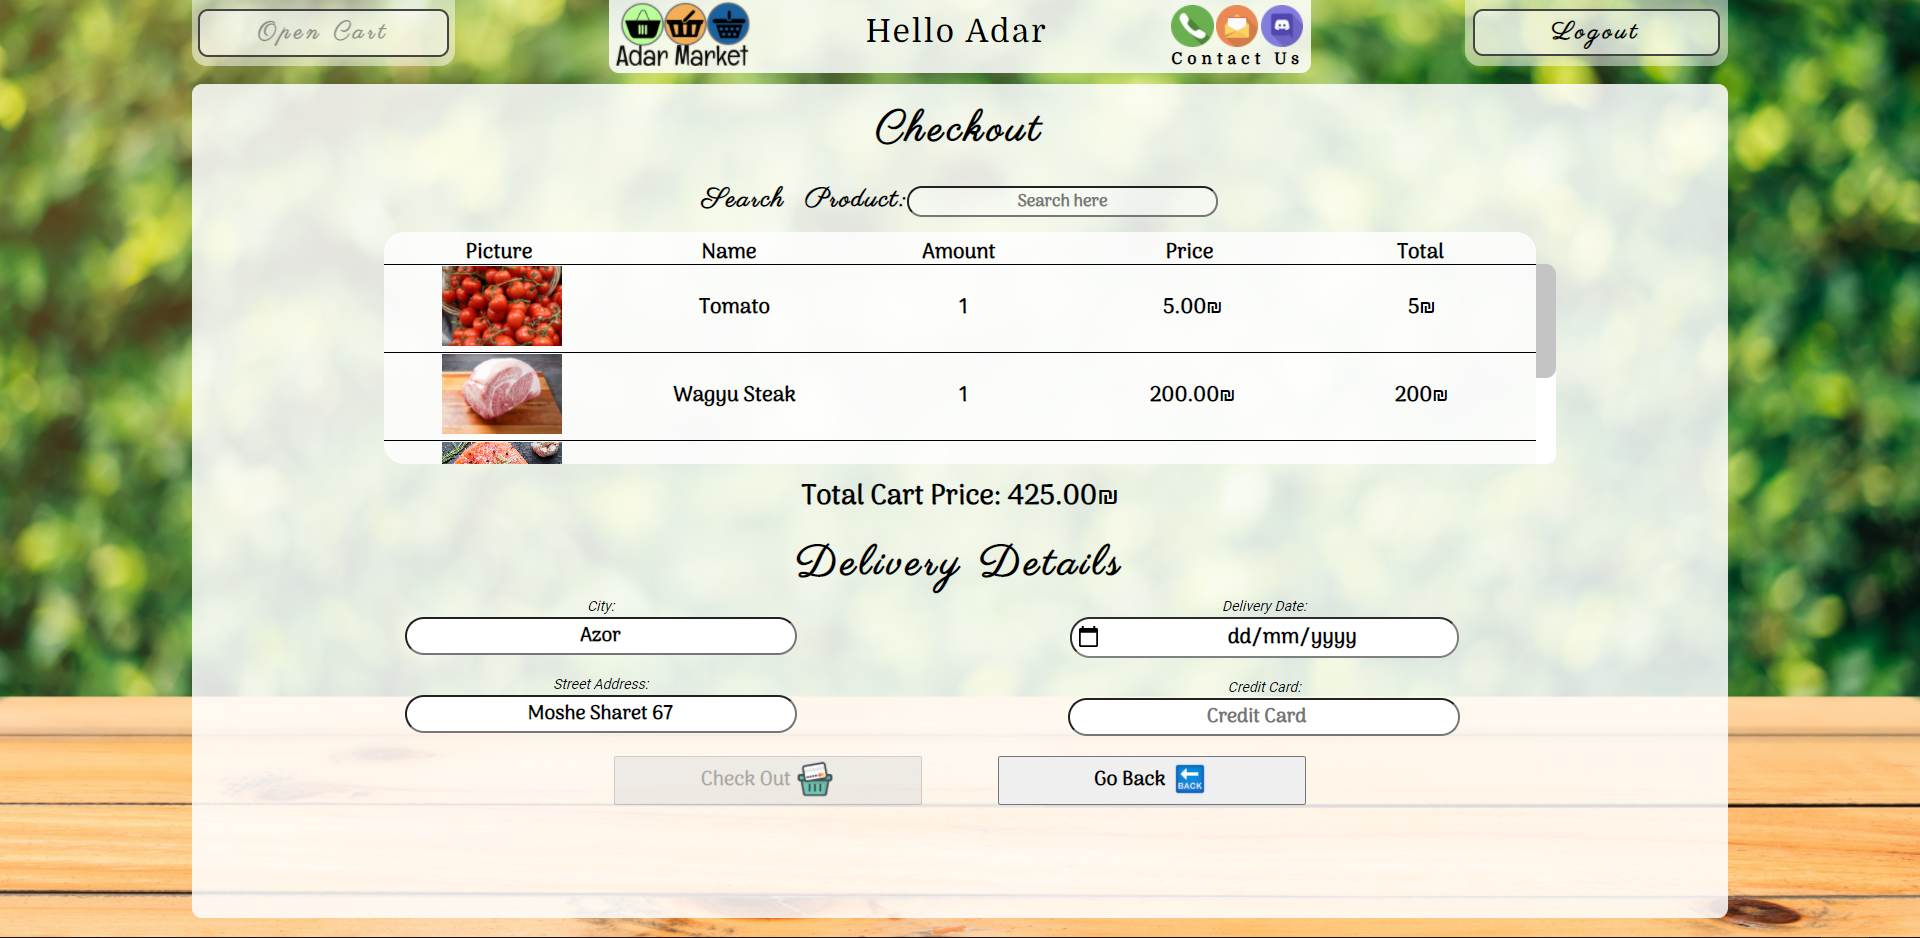 Open Cart
Adar Market
Hello Adar
Contact Us
Logout
Checkout
Search Product: Search here
Picture Name Amount Price Total
Tomato 1 5.00₪ 5₪
Wagyu Steak 1 200.00₪ 200₪
Total Cart Price: 425.00₪
Delivery Details
City:
Azor
Delivery Date:
dd/mm/yyyy
Street Address:
Moshe Sharet 67
Credit Card:
Credit Card
Check Out
Go Back BACK